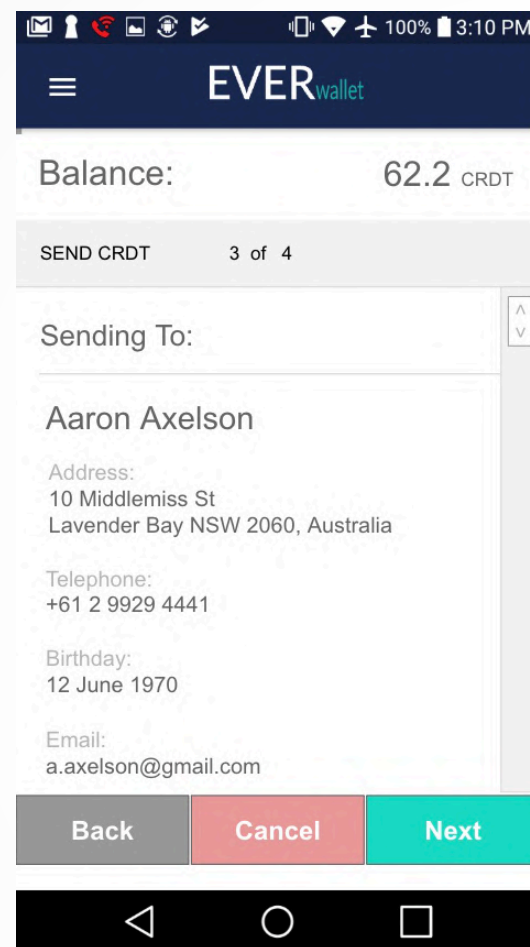 100% 3:10 PM
EVERwallet
Balance: 62.2 CRDT
SEND CRDT 3 of 4
Sending To:
Aaron Axelson
Address:
10 Middlemiss St
Lavender Bay NSW 2060, Australia
Telephone:
+61 2 9929 4441
Birthday:
12 June 1970
Email:
a.axelson@gmail.com
Back Cancel Next